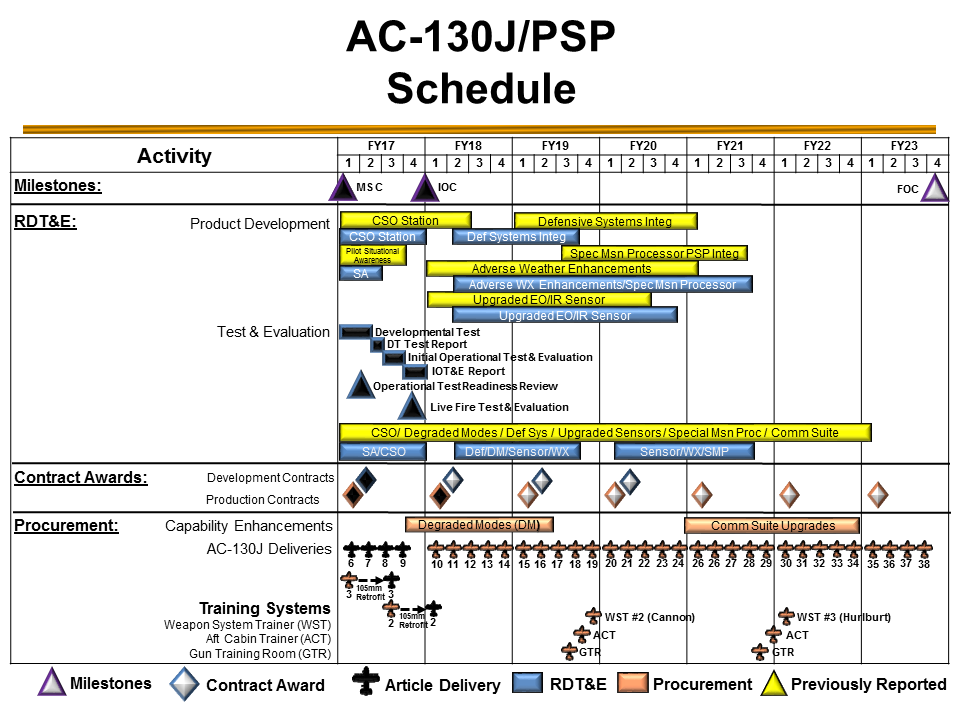 AC-130J/PSP
Schedule
Activity
FY17 FY18 FY19 FY20 FY21 FY22 FY23
1 2 3 4 1 2 3 4 1 2 3 4 1 2 3 4 1 2 3 4 1 2 3 4 1 2 3 4
Milestones: MSC IOC FOC
RDT&E: Product Development
CSO Station Defensive Systems Integ
CSO Station Def Systems Integ
Pilot Situational
Awareness
Spec Msn Processor PSP Integ
SA Adverse Weather Enhancements
Adverse WX Enhancements/Spec Msn Processor
Upgraded EO/IR Sensor
Upgraded EO/IR Sensor
Test & Evaluation Developmental Test
DT Test Report
Initial Operational Test & Evaluation
IOT&E Report
Operational Test Readiness Review
Live Fire Test & Evaluation
CSO/ Degraded Modes / Def Sys / Upgraded Sensors / Special Msn Proc / Comm Suite
SA/CSO Def/DM/Sensor/WX Sensor/WX/SMP
Contract Awards: Development Contracts
Production Contracts
Procurement: Capability Enhancements Degraded Modes (DM) Comm Suite Upgrades
AC-130J Deliveries
6 7 8 9 10 11 12 13 14 15 16 17 18 19 20 21 22 23 24 26 26 27 28 29 30 31 32 33 34 35 36 37 38
3 105mm
Retrofit 3
2 105mm
Retrofit 2
Training Systems
Weapon System Trainer (WST) WST #2 (Cannon) WST #3 (Hurlburt)
Aft Cabin Trainer (ACT) ACT ACT
Gun Training Room (GTR) GTR GTR
Milestones Contract Award Article Delivery RDT&E Procurement Previously Reported